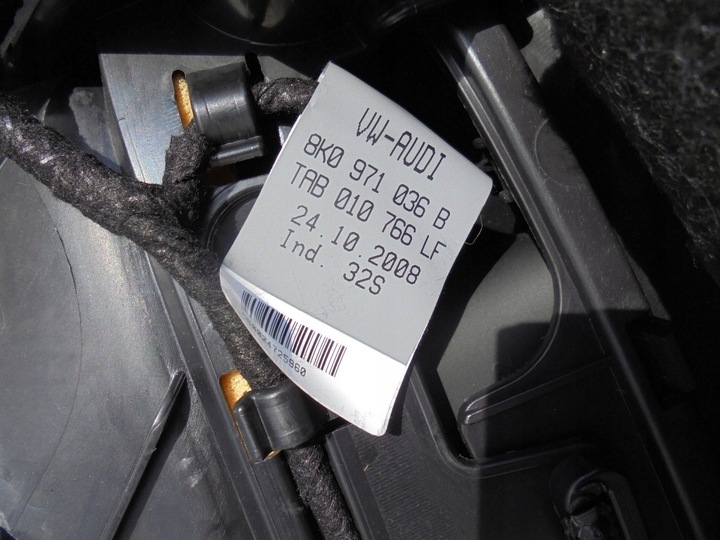 VW-AUDI
8K0 971 036 B
TAB 010 766 LF
24.10.2008
Ind. 32S